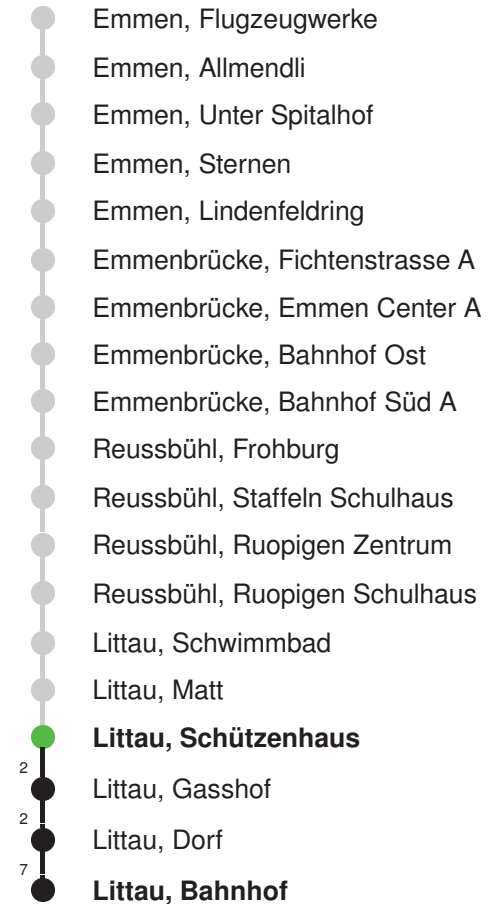 Emmen, Flugzeugwerke
Emmen, Allmendli
Emmen, Unter Spitalhof
Emmen, Sternen
Emmen, Lindenfeldring
Emmenbrücke, Fichtenstrasse A
Emmenbrücke, Emmen Center A
Emmenbrücke, Bahnhof Ost
Emmenbrücke, Bahnhof Süd A
Reussbühl, Frohburg
Reussbühl, Staffeln Schulhaus
Reussbühl, Ruopigen Zentrum
Reussbühl, Ruopigen Schulhaus
Littau, Schwimmbad
Littau, Matt
Littau, Schützenhaus
2
Littau, Gasshof
2
Littau, Dorf
7
Littau, Bahnhof